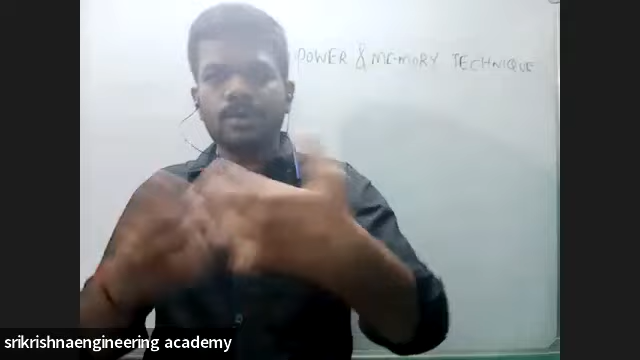 POWER & MEMORY TECHNIQUE
srikrishnaengineering academy